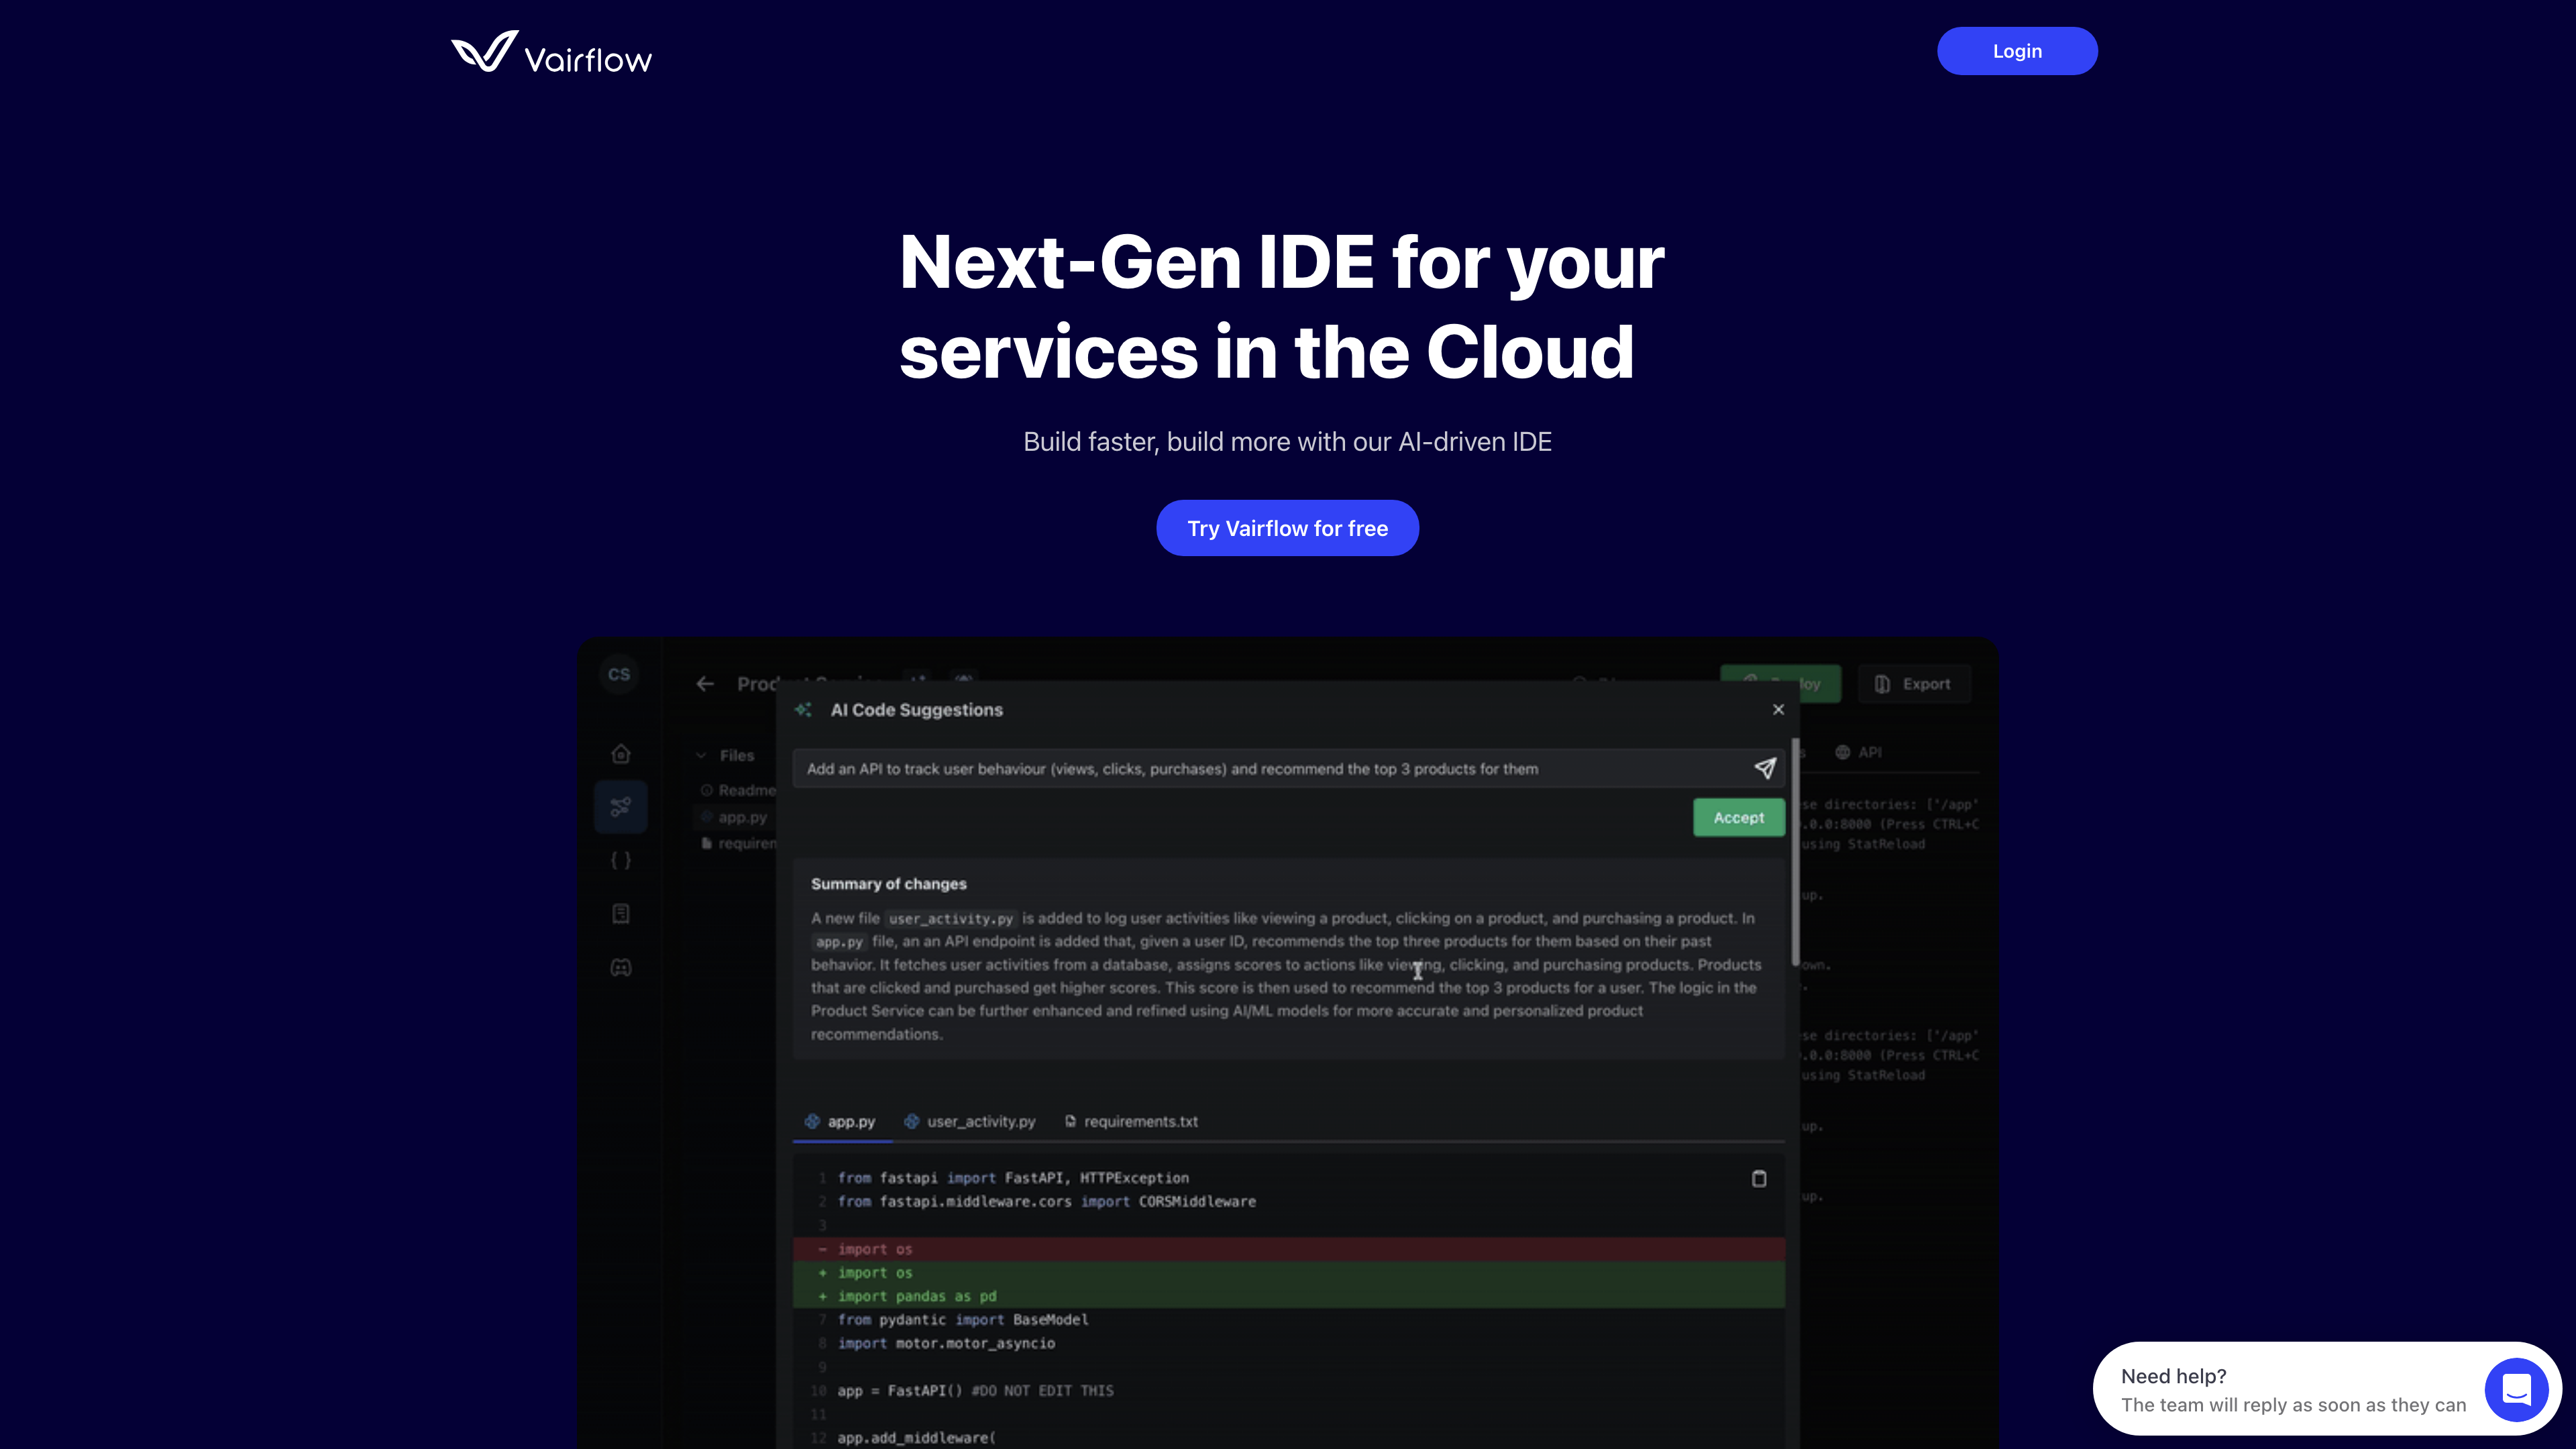 Vairflow
Login
Next-Gen IDE for your
services in the Cloud
Build faster, build more with our AI-driven IDE
Try Vairflow for free
CS
Export
AI Code Suggestions
Files
API
Add an API to track user behaviour (views, clicks, purchases) and recommend the top 3 products for them
Readme
app.py
Accept
se directories: ['/app'
.0.0:8000 (Press CTRL+C
using StatReload
Summary of changes
up.
A new file user_activity.py is added to log user activities like viewing a product, clicking on a product, and purchasing a product. In
app.py file, an an API endpoint is added that, given a user ID, recommends the top three products for them based on their past
behavior. It fetches user activities from a database, assigns scores to actions like viewing, clicking, and purchasing products. Products
own.
that are clicked and purchased get higher scores. This score is then used to recommend the top 3 products for a user. The logic in the
Product Service can be further enhanced and refined using AI/ML models for more accurate and personalized product
recommendations.
se directories: ['/app'
.0.0:8000 (Press CTRL+C
using StatReload
app.py user_activity.py requirements.txt
up.
1 from fastapi import FastAPI, HTTPException
2 from fastapi.middleware.cors import CORSMiddleware
up.
3
- import os
+ import os
+ import pandas as pd
7 from pydantic import BaseModel
8 import motor.motor_asyncio
9
10 app = FastAPI() #DO NOT EDIT THIS
11
12 app.add_middleware(
Need help?
The team will reply as soon as they can